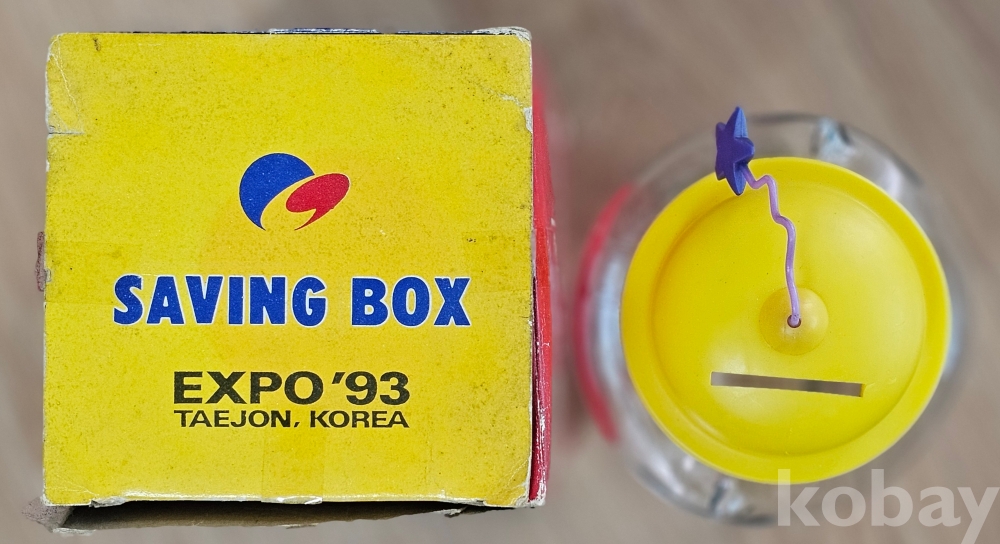 SAVING BOX
EXPO '93
TAEJON, KOREA
kobay